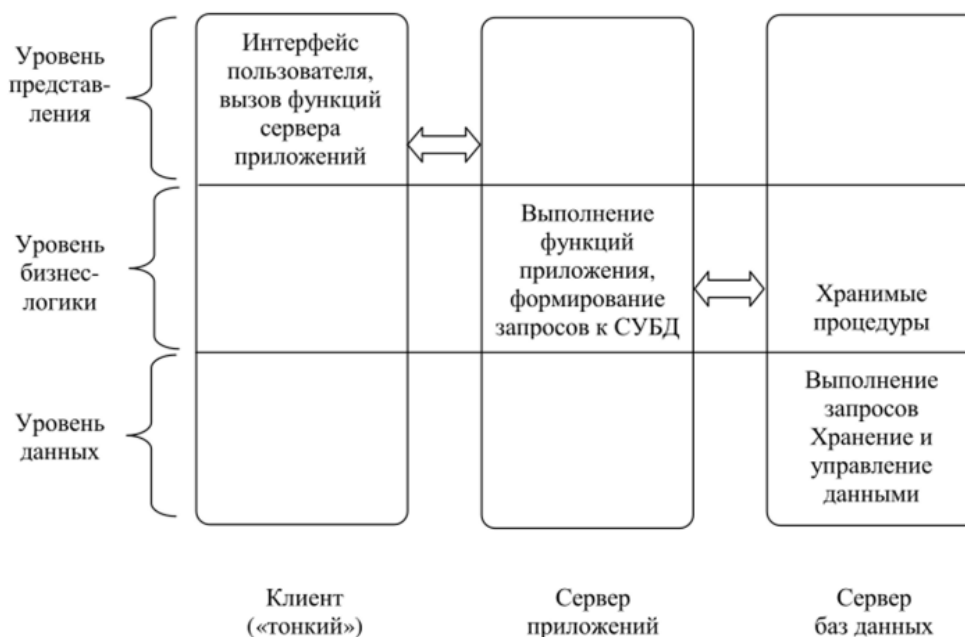 Уровень
представ-
ления
Интерфейс
пользователя,
вызов функций
сервера
приложений
Уровень
бизнес-
логики
Выполнение
функций
приложения,
формирование
запросов к СУБД
Хранимые
процедуры
Уровень
данных
Выполнение
запросов
Хранение и
управление
данными
Клиент
(«тонкий»)
Сервер
приложений
Сервер
баз данных